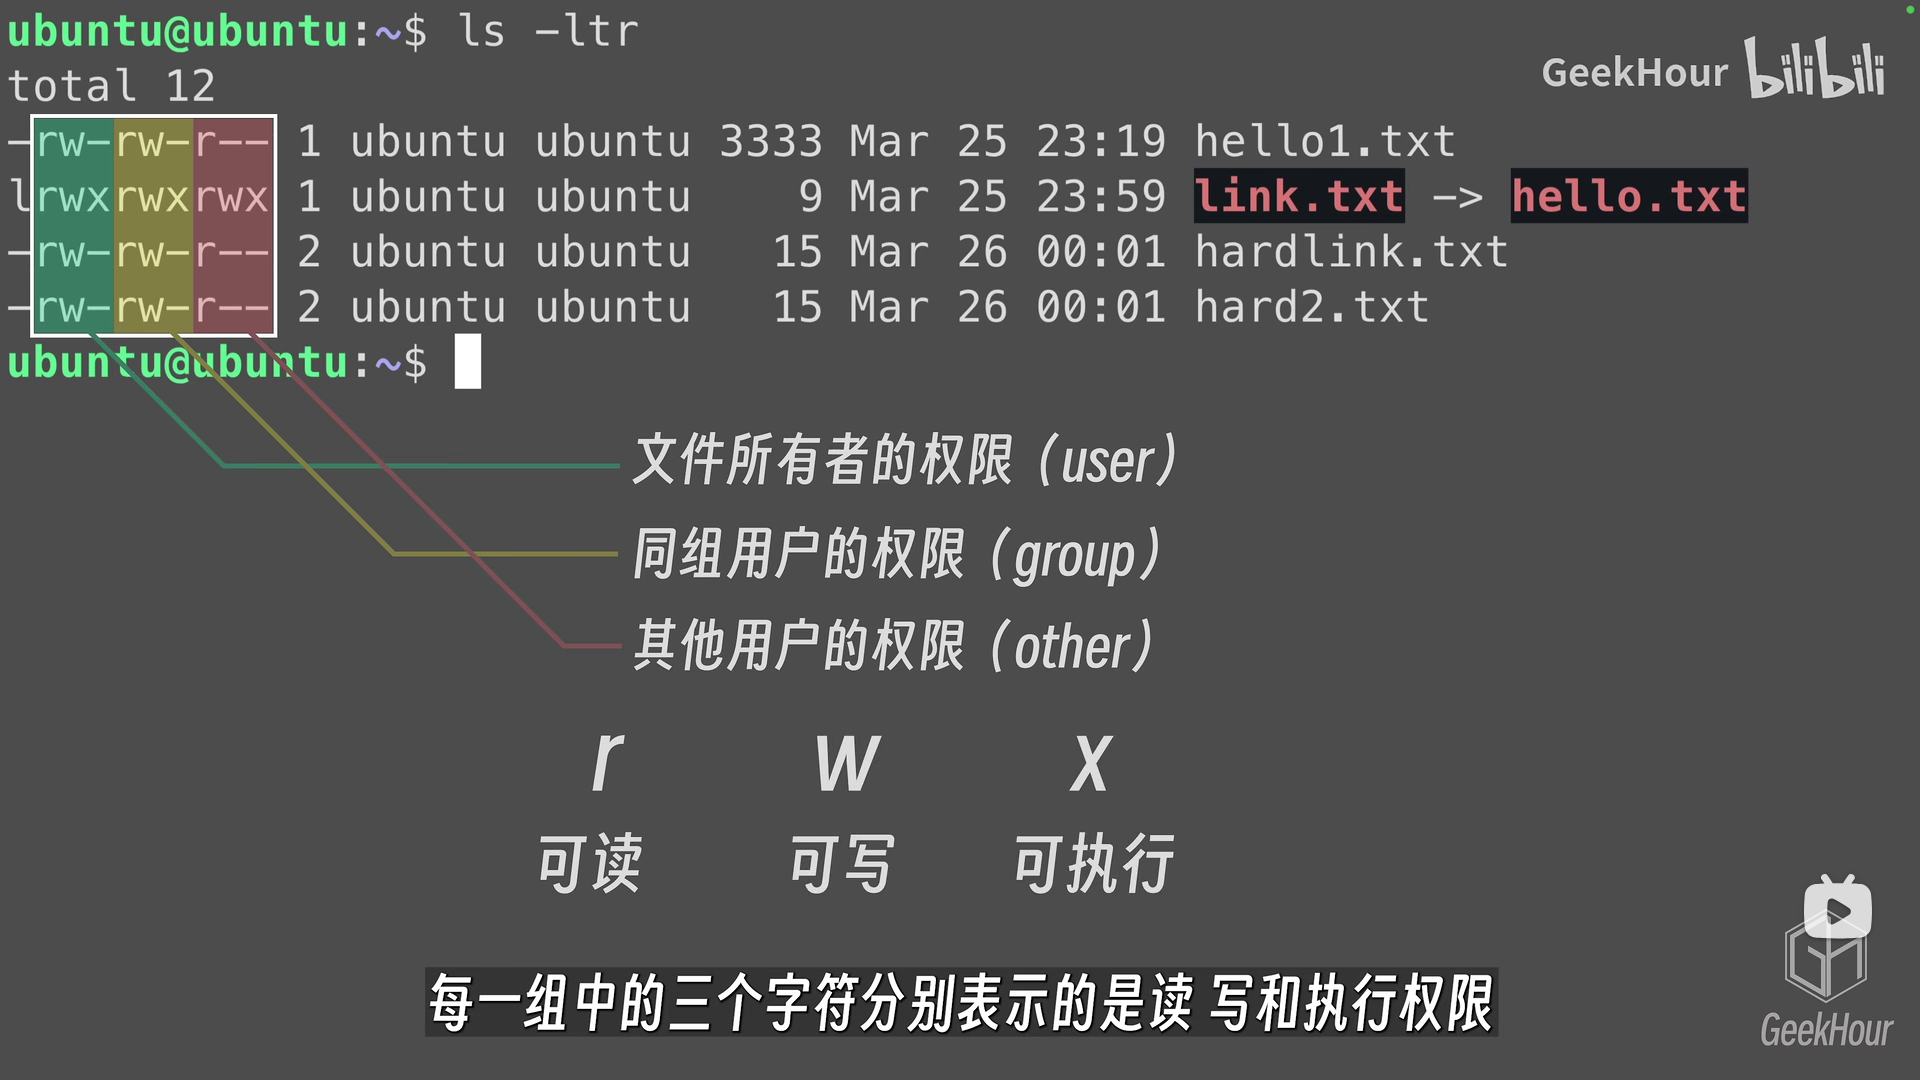 ubuntu@ubuntu:~$ ls -ltr
GeekHour bilibili
total 12
-rw-rw-r-- 1 ubuntu ubuntu 3333 Mar 25 23:19 hello1.txt
lrwxrwxrwx 1 ubuntu ubuntu 9 Mar 25 23:59 link.txt -> hello.txt
-rw-rw-r-- 2 ubuntu ubuntu 15 Mar 26 00:01 hardlink.txt
-rw-rw-r-- 2 ubuntu ubuntu 15 Mar 26 00:01 hard2.txt
ubuntu@ubuntu:~$
文件所有者的权限（user）
同组用户的权限（group）
其他用户的权限（other）
r w x
可读 可写 可执行
每一组中的三个字符分别表示的是读 写和执行权限
GH
GeekHour